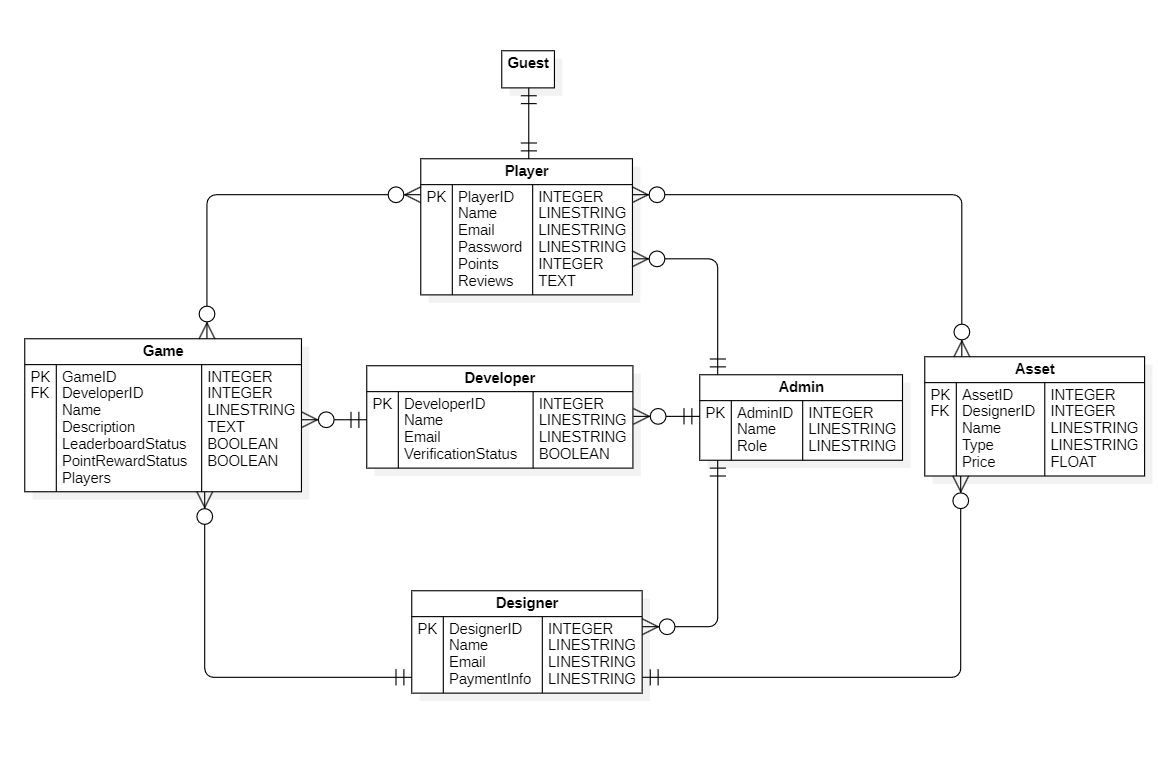 Guest
Player
PK PlayerID INTEGER
Name LINESTRING
Email LINESTRING
Password LINESTRING
Points INTEGER
Reviews TEXT
Game
PK GameID INTEGER
FK DeveloperID INTEGER
Name LINESTRING
Description TEXT
LeaderboardStatus BOOLEAN
PointRewardStatus BOOLEAN
Players
Developer
PK DeveloperID INTEGER
Name LINESTRING
Email LINESTRING
VerificationStatus BOOLEAN
Admin
PK AdminID INTEGER
Name LINESTRING
Role LINESTRING
Asset
PK AssetID INTEGER
FK DesignerID INTEGER
Name LINESTRING
Type LINESTRING
Price FLOAT
Designer
PK DesignerID INTEGER
Name LINESTRING
Email LINESTRING
PaymentInfo LINESTRING